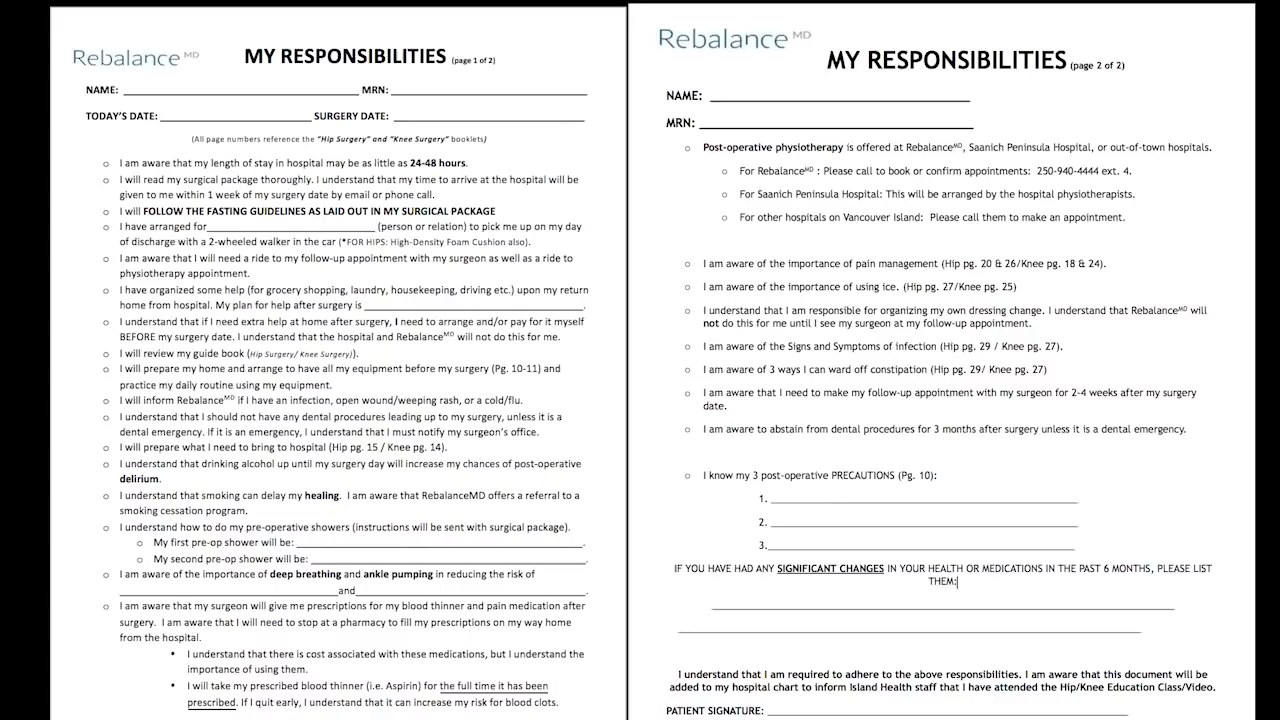 Rebalance MD
MY RESPONSIBILITIES (page 1 of 2)
NAME: MRN:
TODAY'S DATE: SURGERY DATE:
(All page numbers reference the "Hip Surgery" and "Knee Surgery" booklets)
o I am aware that my length of stay in hospital may be as little as 24-48 hours.
o I will read my surgical package thoroughly. I understand that my time to arrive at the hospital will be
given to me within 1 week of my surgery date by email or phone call.
o I will FOLLOW THE FASTING GUIDELINES AS LAID OUT IN MY SURGICAL PACKAGE
o I have arranged for____________________ (person or relation) to pick me up on my day
of discharge with a 2-wheeled walker in the car (*FOR HIPS: High-Density Foam Cushion also).
o I am aware that I will need a ride to my follow-up appointment with my surgeon as well as a ride to
physiotherapy appointment.
o I have organized some help (for grocery shopping, laundry, housekeeping, driving etc.) upon my return
home from hospital. My plan for help after surgery is ____________________.
o I understand that if I need extra help at home after surgery, I need to arrange and/or pay for it myself
BEFORE my surgery date. I understand that the hospital and RebalanceMD will not do this for me.
o I will review my guide book (Hip Surgery/ Knee Surgery)).
o I will prepare my home and arrange to have all my equipment before my surgery (Pg. 10-11) and
practice my daily routine using my equipment.
o I will inform RebalanceMD if I have an infection, open wound/weeping rash, or a cold/flu.
o I understand that I should not have any dental procedures leading up to my surgery, unless it is a
dental emergency. If it is an emergency, I understand that I must notify my surgeon's office.
o I will prepare what I need to bring to hospital (Hip pg. 15 / Knee pg. 14).
o I understand that drinking alcohol up until my surgery day will increase my chances of post-operative
delirium.
o I understand that smoking can delay my healing. I am aware that RebalanceMD offers a referral to a
smoking cessation program.
o I understand how to do my pre-operative showers (instructions will be sent with surgical package).
o My first pre-op shower will be: ____________________.
o My second pre-op shower will be: ____________________.
o I am aware of the importance of deep breathing and ankle pumping in reducing the risk of
____________________and____________________.
o I am aware that my surgeon will give me prescriptions for my blood thinner and pain medication after
surgery. I am aware that I will need to stop at a pharmacy to fill my prescriptions on my way home
from the hospital.
• I understand that there is cost associated with these medications, but I understand the
importance of using them.
• I will take my prescribed blood thinner (i.e. Aspirin) for the full time it has been
prescribed. If I quit early, I understand that it can increase my risk for blood clots.
Rebalance MD
MY RESPONSIBILITIES (page 2 of 2)
NAME:
MRN:
o Post-operative physiotherapy is offered at RebalanceMD, Saanich Peninsula Hospital, or out-of-town hospitals.
o For RebalanceMD : Please call to book or confirm appointments: 250-940-4444 ext. 4.
o For Saanich Peninsula Hospital: This will be arranged by the hospital physiotherapists.
o For other hospitals on Vancouver Island: Please call them to make an appointment.
o I am aware of the importance of pain management (Hip pg. 20 & 26/Knee pg. 18 & 24).
o I am aware of the importance of using ice. (Hip pg. 27/Knee pg. 25)
o I understand that I am responsible for organizing my own dressing change. I understand that RebalanceMD will
not do this for me until I see my surgeon at my follow-up appointment.
o I am aware of the Signs and Symptoms of infection (Hip pg. 29 / Knee pg. 27).
o I am aware of 3 ways I can ward off constipation (Hip pg. 29/ Knee pg. 27)
o I am aware that I need to make my follow-up appointment with my surgeon for 2-4 weeks after my surgery
date.
o I am aware to abstain from dental procedures for 3 months after surgery unless it is a dental emergency.
o I know my 3 post-operative PRECAUTIONS (Pg. 10):
1.
2.
3.
IF YOU HAVE HAD ANY SIGNIFICANT CHANGES IN YOUR HEALTH OR MEDICATIONS IN THE PAST 6 MONTHS, PLEASE LIST
THEM:
I understand that I am required to adhere to the above responsibilities. I am aware that this document will be
added to my hospital chart to inform Island Health staff that I have attended the Hip/Knee Education Class/Video.
PATIENT SIGNATURE: